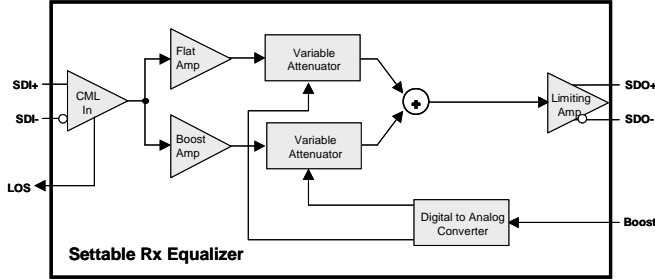 Flat
Amp
Variable
Attenuator
SDI+
CML
In
SDI-
SDO+
Limiting
Amp
SDO-
+
Boost
Amp
Variable
Attenuator
LOS
Digital to Analog
Converter
Boost
Settable Rx Equalizer